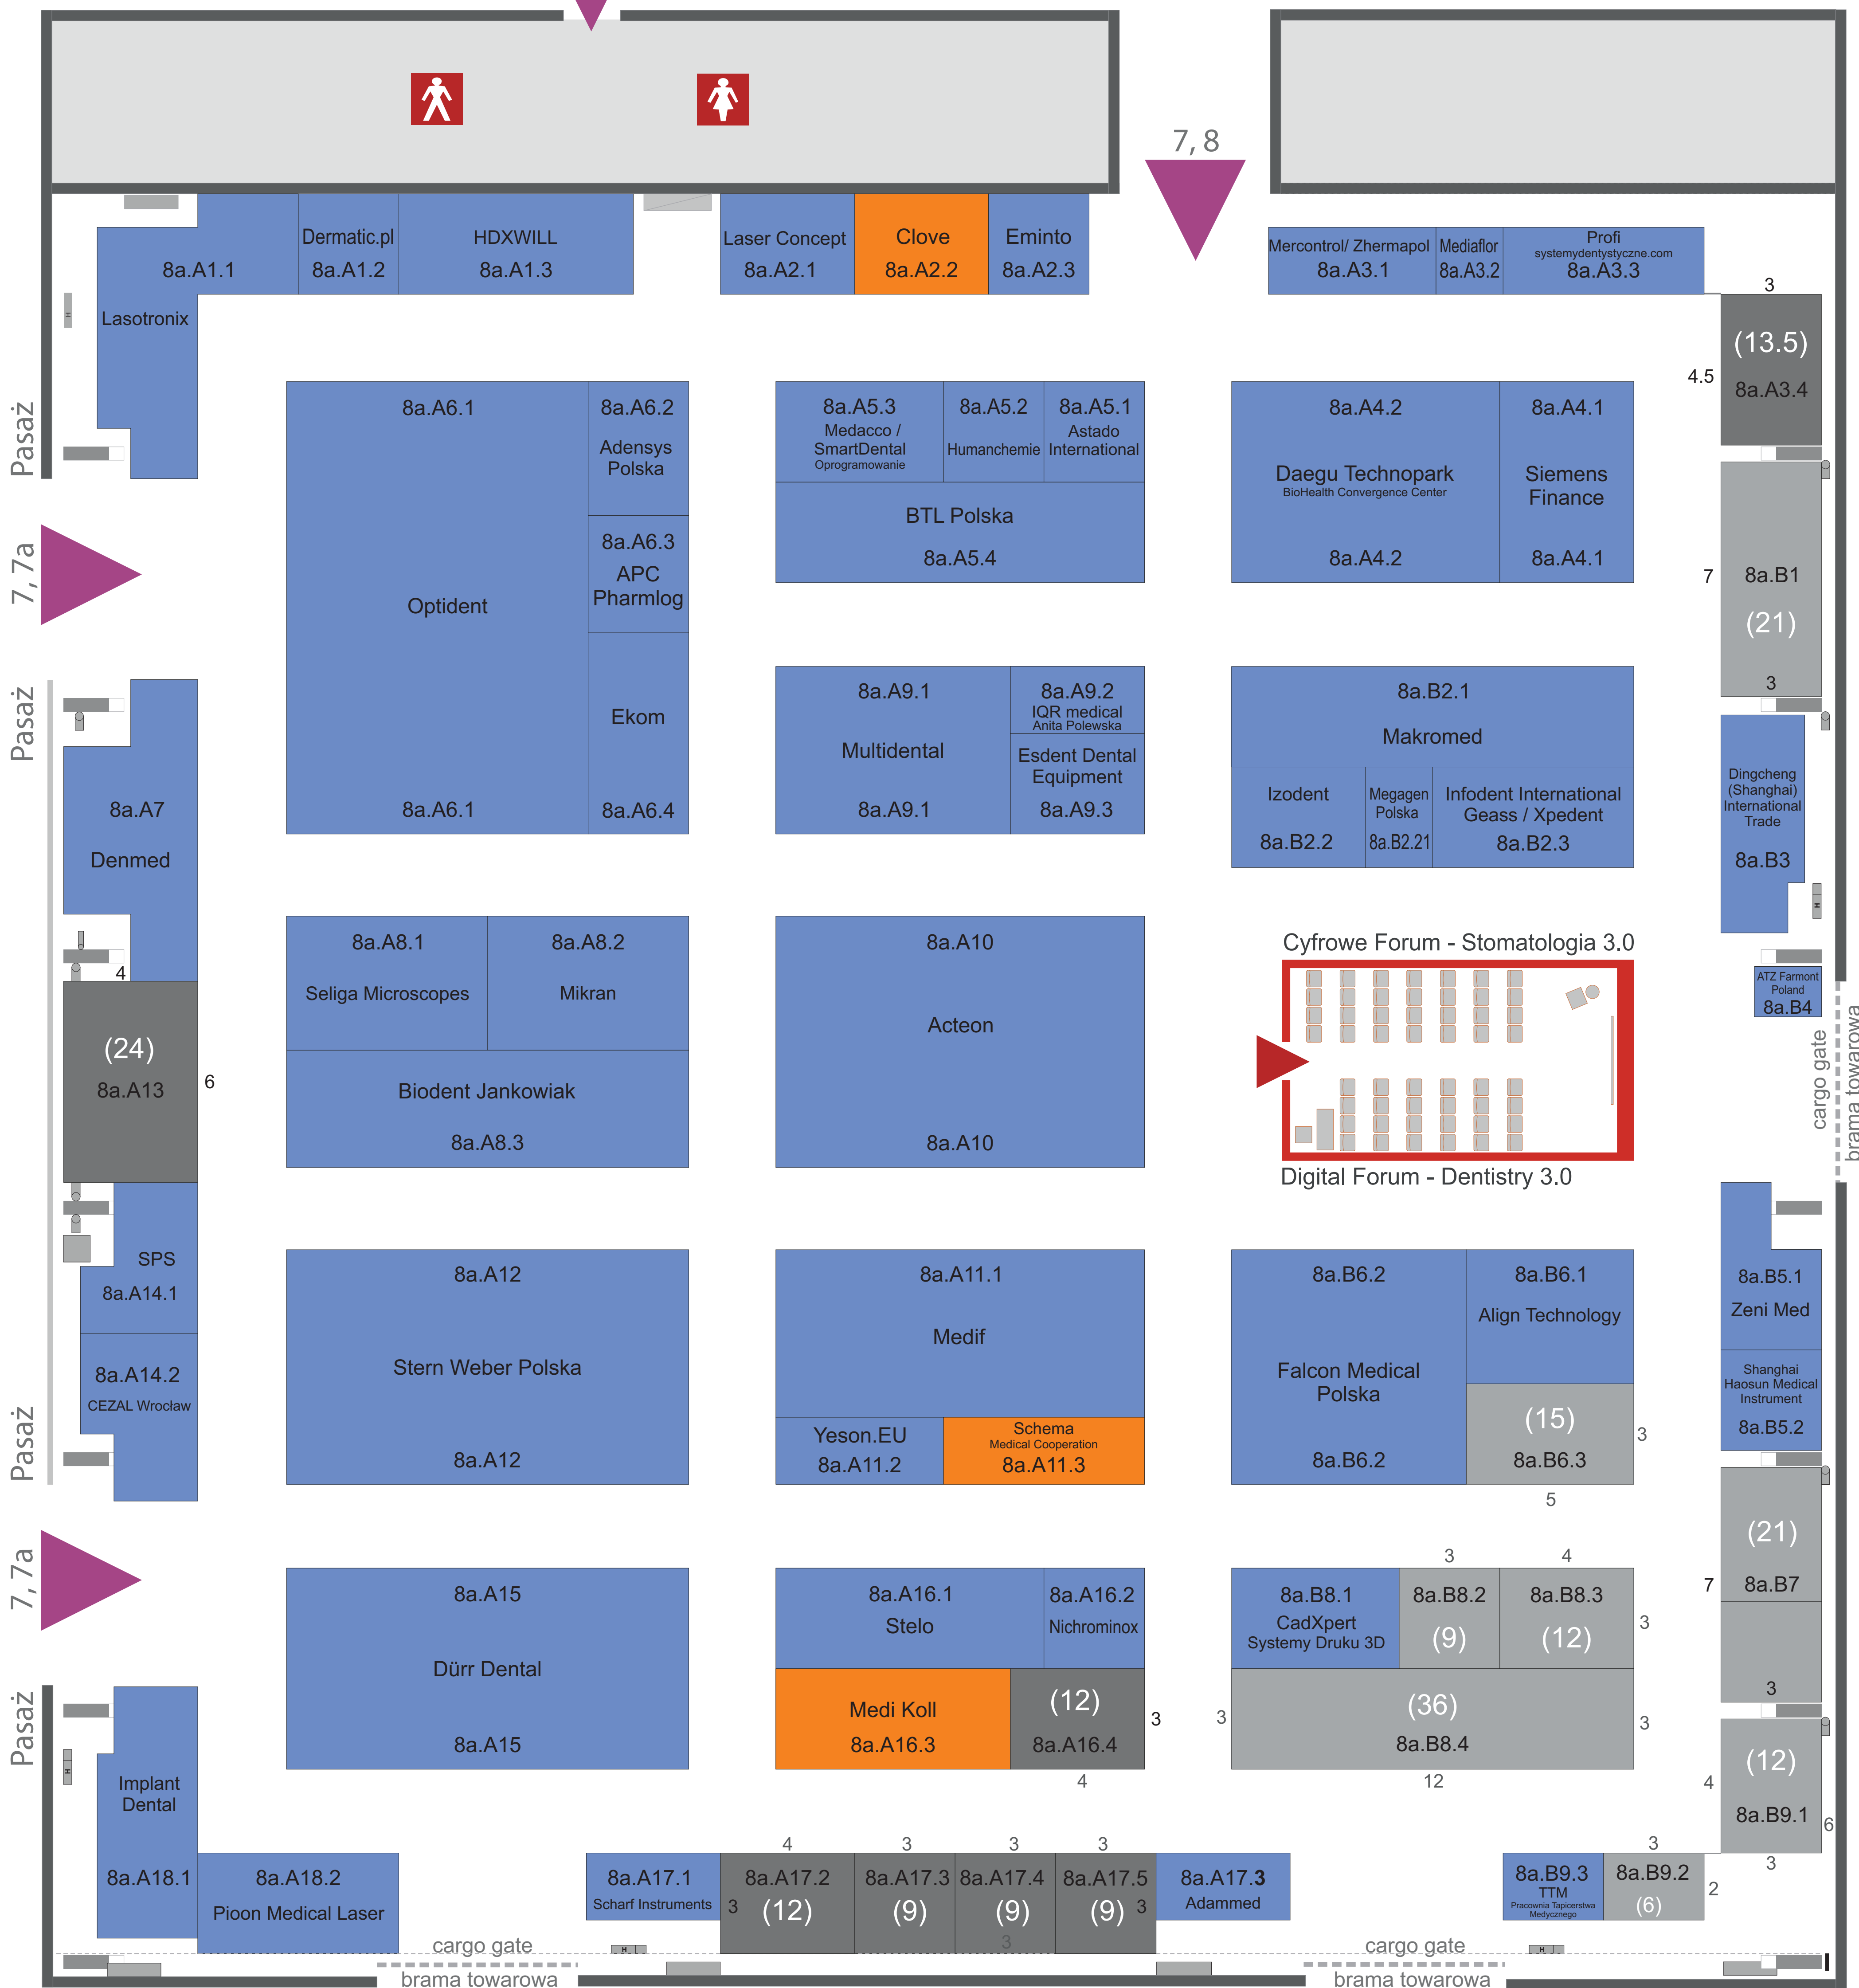 7, 8
Lasotronix
8a.A1.1
Dermatic.pl
8a.A1.2
HDXWILL
8a.A1.3
Laser Concept
8a.A2.1
Clove
8a.A2.2
Eminto
8a.A2.3
Mercontrol/ Zhermapol
8a.A3.1
Mediaflor
8a.A3.2
Profi
systemydentystyczne.com
8a.A3.3
3
(13.5)
4.5
8a.A3.4
Pasaż
7, 7a
Pasaż
8a.A6.1
Optident
8a.A6.1
8a.A6.2
Adensys
Polska
8a.A6.3
APC
Pharmlog
Ekom
8a.A6.4
8a.A5.3
Medacco /
SmartDental
Oprogramowanie
8a.A5.2
Humanchemie
8a.A5.1
Astado
International
BTL Polska
8a.A5.4
8a.A4.2
Daegu Technopark
BioHealth Convergence Center
8a.A4.2
8a.A4.1
Siemens
Finance
8a.A4.1
7
8a.B1
(21)
3
8a.A7
Denmed
8a.A9.1
Multidental
8a.A9.1
8a.A9.2
IQR medical
Anita Polewska
Esdent Dental
Equipment
8a.A9.3
8a.B2.1
Makromed
Izodent
8a.B2.2
Megagen
Polska
8a.B2.21
Infodent International
Geass / Xpedent
8a.B2.3
Dingcheng
(Shanghai)
International
Trade
8a.B3
H
H
4
(24)
8a.A13
6
8a.A8.1
Seliga Microscopes
8a.A8.2
Mikran
Biodent Jankowiak
8a.A8.3
8a.A10
Acteon
8a.A10
Cyfrowe Forum - Stomatologia 3.0
Digital Forum - Dentistry 3.0
ATZ Farmont
Poland
8a.B4
cargo gate
brama towarowa
SPS
8a.A14.1
8a.A14.2
CEZAL Wrocław
Pasaż
7, 7a
Pasaż
8a.A12
Stern Weber Polska
8a.A12
8a.A11.1
Medif
Yeson.EU
8a.A11.2
Schema
Medical Cooperation
8a.A11.3
8a.B6.2
Falcon Medical
Polska
8a.B6.2
8a.B6.1
Align Technology
(15)
3
8a.B6.3
5
8a.B5.1
Zeni Med
Shanghai
Haosun Medical
Instrument
8a.B5.2
(21)
7
8a.B7
3
8a.A15
Dürr Dental
8a.A15
8a.A16.1
Stelo
8a.A16.2
Nichrominox
Medi Koll
8a.A16.3
(12)
3
8a.A16.4
4
3
4
8a.B8.1
CadXpert
Systemy Druku 3D
8a.B8.2
(9)
8a.B8.3
(12)
3
(36)
3
3
8a.B8.4
12
(12)
4
8a.B9.1
6
3
H
Implant
Dental
8a.A18.1
8a.A18.2
Pioon Medical Laser
8a.A17.1
Scharf Instruments
4
8a.A17.2
3
(12)
3
8a.A17.3
(9)
3
8a.A17.4
(9)
3
3
8a.A17.5
(9)
3
8a.A17.3
Adammed
8a.B9.3
TTM
Pracownia Tapicerstwa
Medycznego
3
8a.B9.2
2
(6)
H
H
cargo gate
brama towarowa
cargo gate
brama towarowa